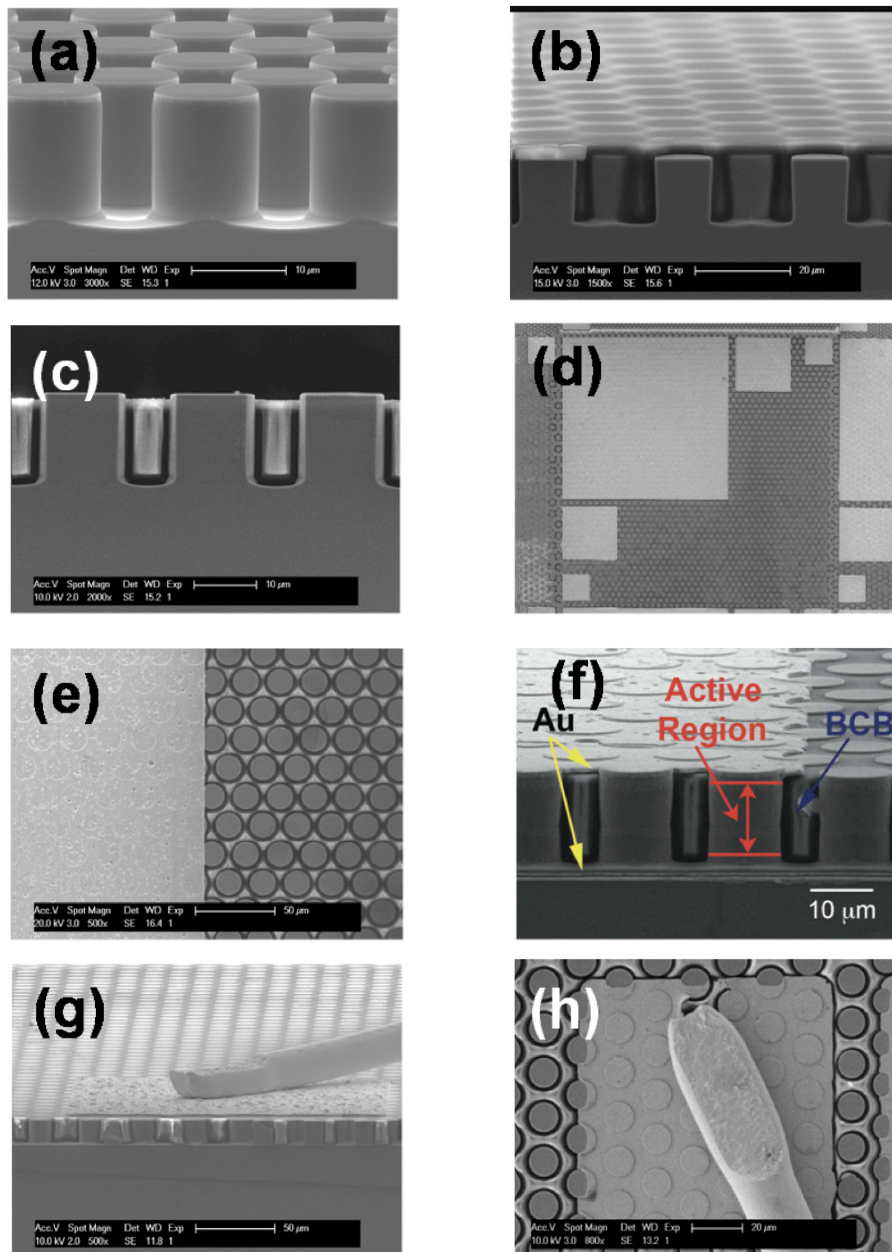 (a)
Acc.V Spot Magn Det WD Exp 10 µm
12.0 kV 3.0 3000x SE 15.3 1
(b)
Acc.V Spot Magn Det WD Exp 20 µm
15.0 kV 3.0 1500x SE 15.6 1
(c)
Acc.V Spot Magn Det WD Exp 10 µm
10.0 kV 2.0 2000x SE 15.2 1
(d)
(e)
Acc.V Spot Magn Det WD Exp 50 µm
20.0 kV 3.0 500x SE 16.4 1
(f)
Active
Region
Au
BCB
10 µm
(g)
Acc.V Spot Magn Det WD Exp 50 µm
10.0 kV 2.0 500x SE 11.8 1
(h)
Acc.V Spot Magn Det WD Exp 20 µm
10.0 kV 3.0 800x SE 13.2 1